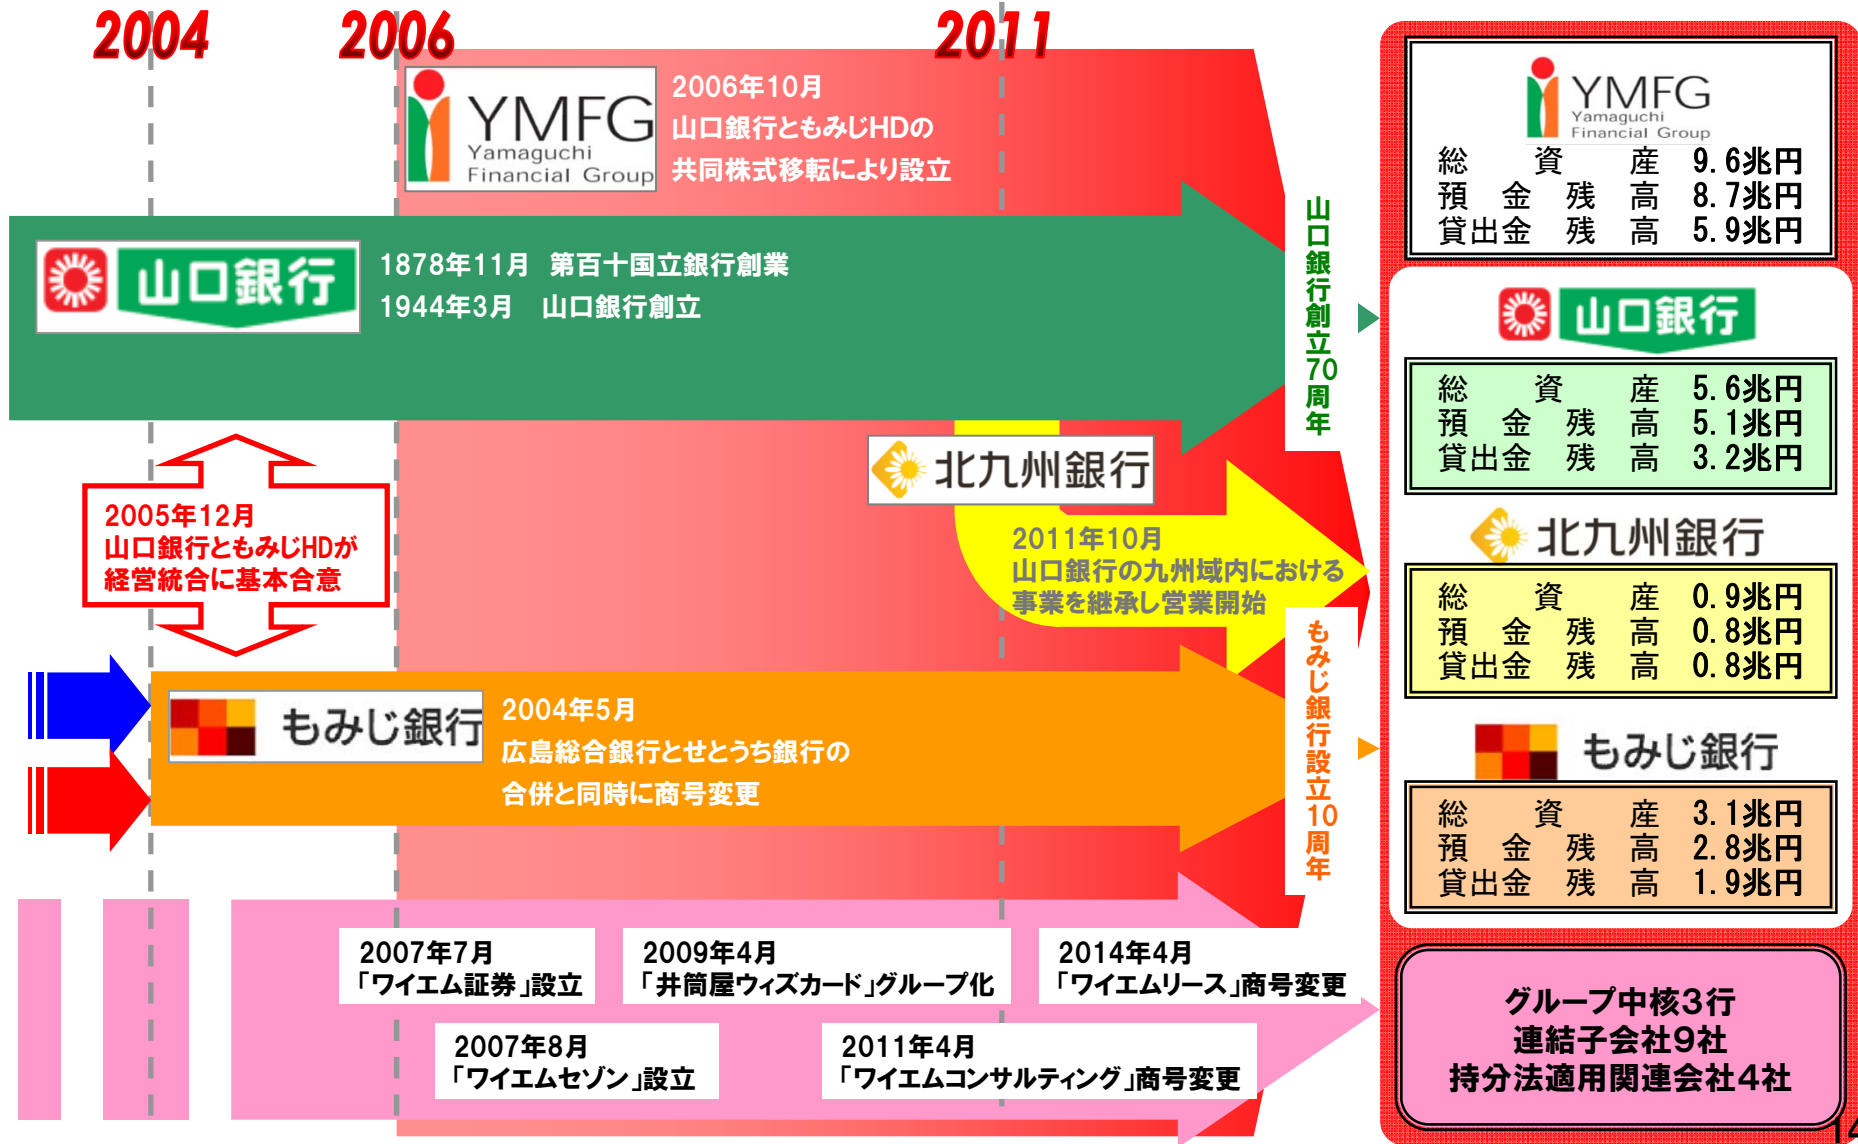 2004
2006
2011
YMFG
Yamaguchi
Financial Group
2006年10月
山口銀行ともみじHDの
共同株式移転により設立
山口銀行
1878年11月 第百十国立銀行創業
1944年3月 山口銀行創立
山口銀行創立70周年
2005年12月
山口銀行ともみじHDが
経営統合に基本合意
北九州銀行
2011年10月
山口銀行の九州域内における
事業を継承し営業開始
もみじ銀行
2004年5月
広島総合銀行とせとうち銀行の
合併と同時に商号変更
もみじ銀行設立10周年
2007年7月
「ワイエム証券」設立
2009年4月
「井筒屋ウィズカード」グループ化
2014年4月
「ワイエムリース」商号変更
2007年8月
「ワイエムセゾン」設立
2011年4月
「ワイエムコンサルティング」商号変更
YMFG
Yamaguchi
Financial Group
総資産 9.6兆円
預金残高 8.7兆円
貸出金残高 5.9兆円
山口銀行
総資産 5.6兆円
預金残高 5.1兆円
貸出金残高 3.2兆円
北九州銀行
総資産 0.9兆円
預金残高 0.8兆円
貸出金残高 0.8兆円
もみじ銀行
総資産 3.1兆円
預金残高 2.8兆円
貸出金残高 1.9兆円
グループ中核3行
連結子会社9社
持分法適用関連会社4社
14